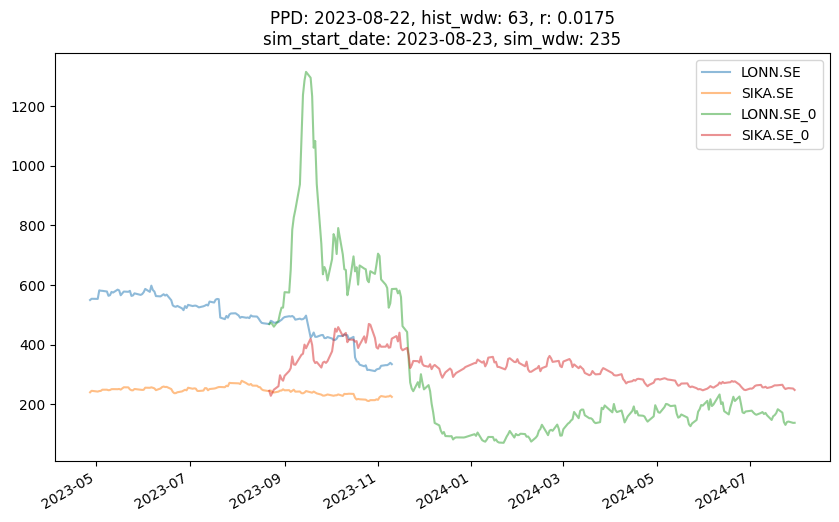 PPD: 2023-08-22, hist_wdw: 63, r: 0.0175
sim_start_date: 2023-08-23, sim_wdw: 235
LONN.SE
SIKA.SE
LONN.SE_0
SIKA.SE_0
1200
1000
800
600
400
200
2023-05
2023-07
2023-09
2023-11
2024-01
2024-03
2024-05
2024-07